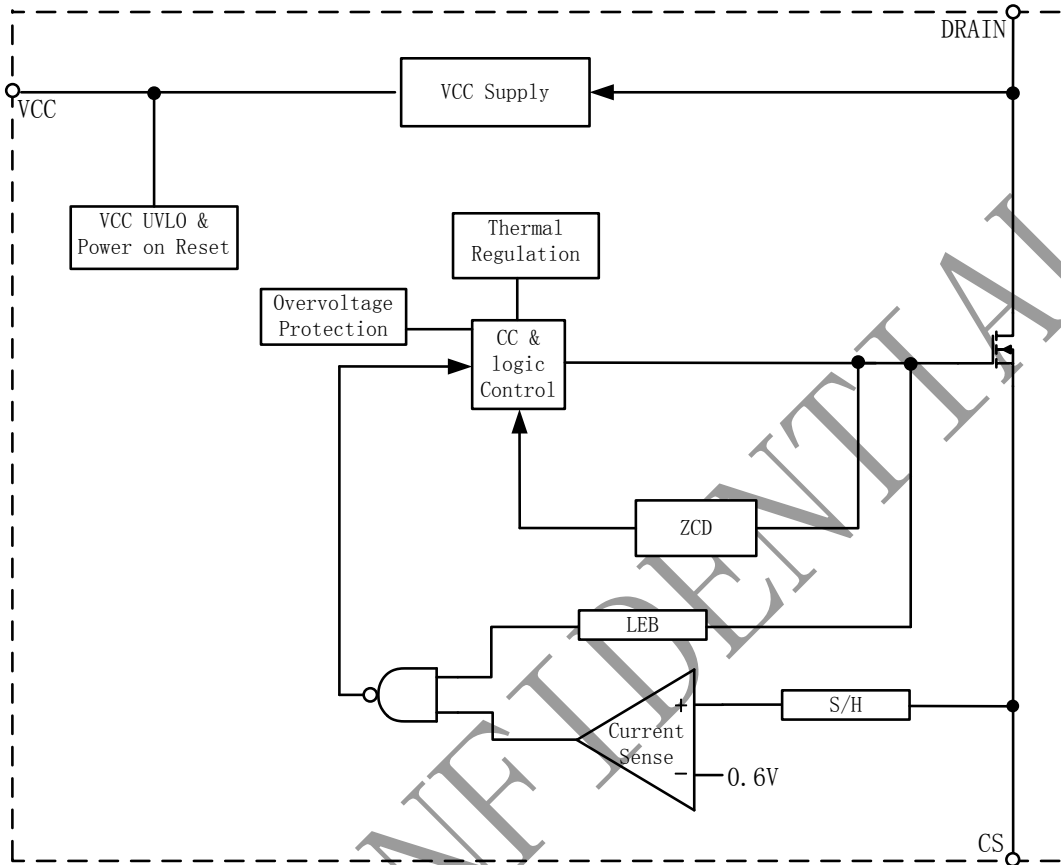 DRAIN
VCC Supply
VCC
VCC UVLO &
Power on Reset
Thermal
Regulation
Overvoltage
Protection
CC &
logic
Control
ZCD
LEB
S/H
+
Current
Sense
-
0.6V
CS
NFIDENTIAL